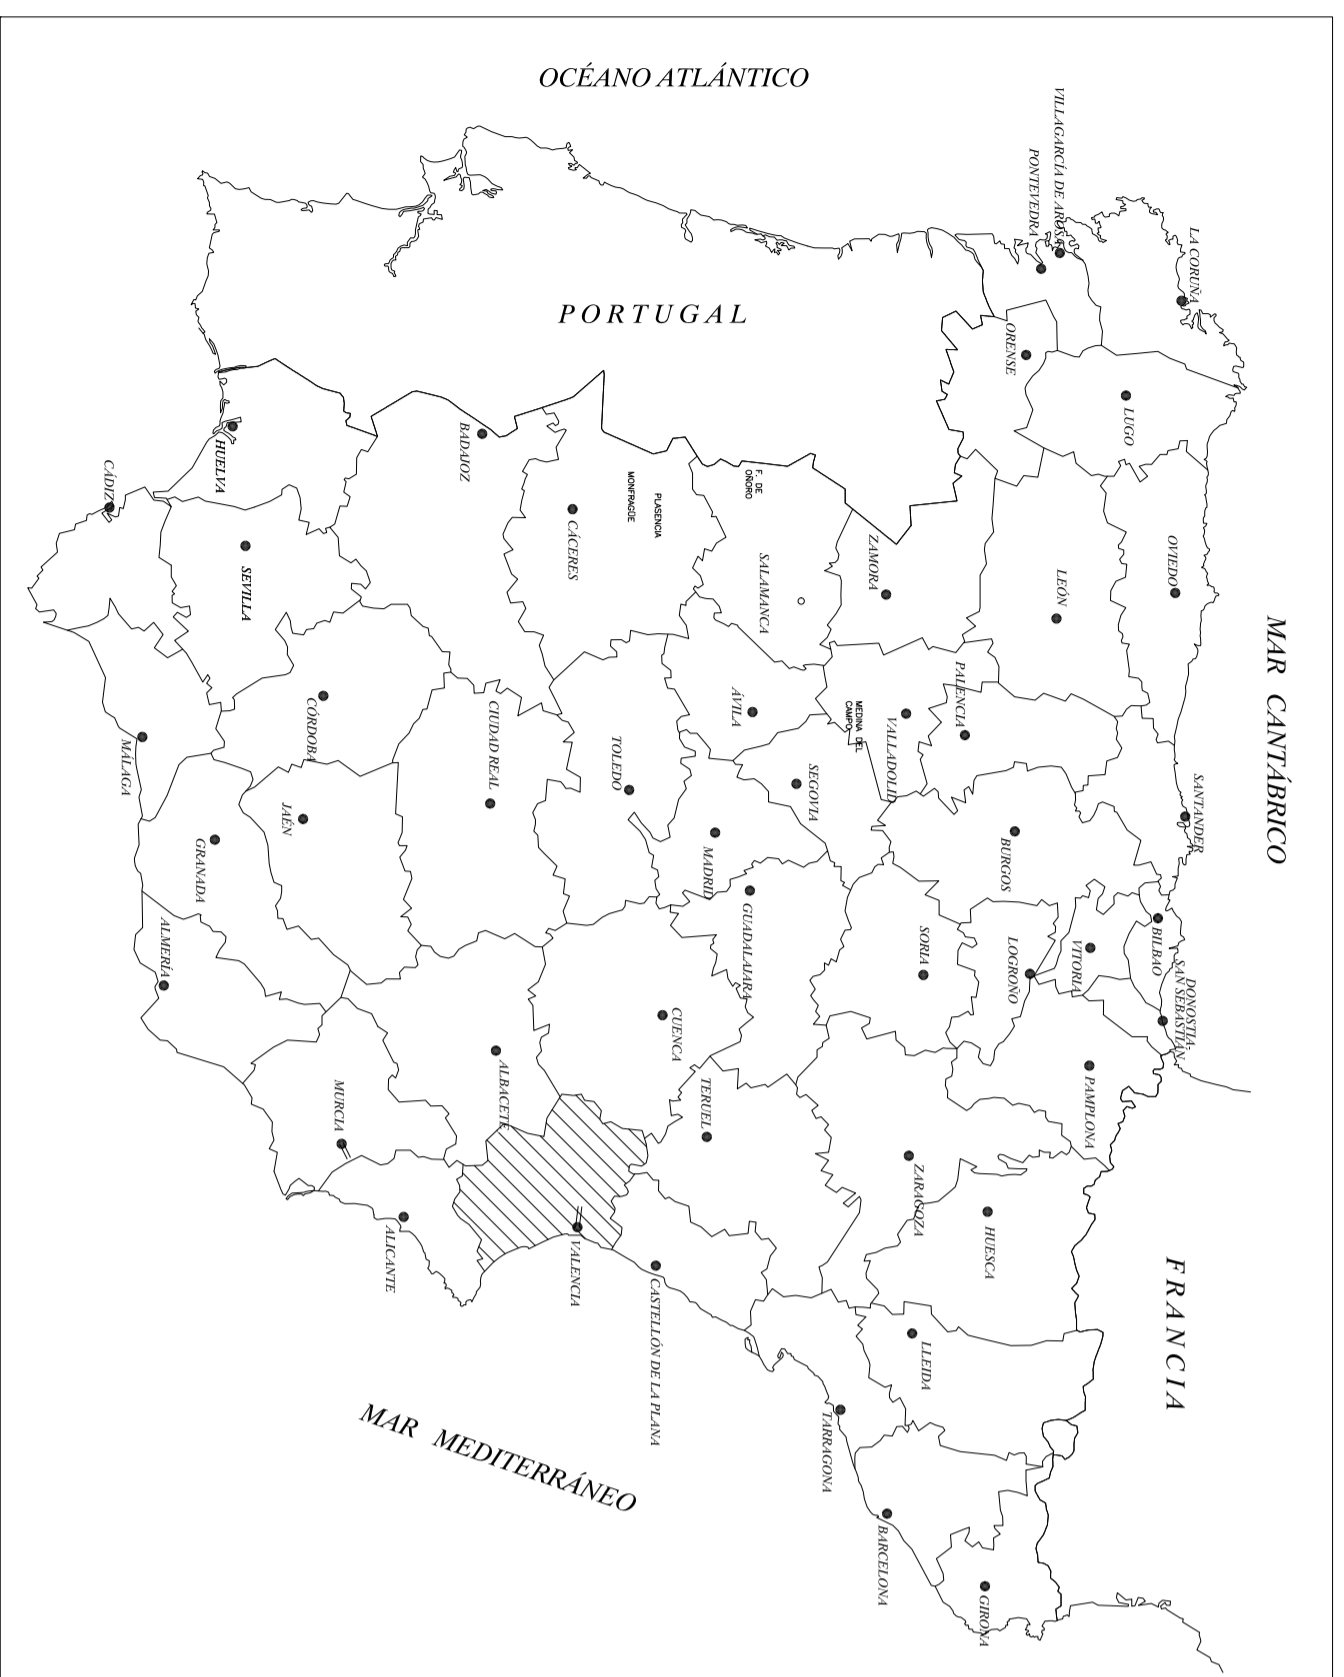 OCÉANO ATLÁNTICO
MAR CANTÁBRICO
FRANCIA
PORTUGAL
MAR MEDITERRÁNEO
LA CORUÑA
VILLAGARCÍA DE AROSA
PONTEVEDRA
LUGO
ORENSE
OVIEDO
LEÓN
ZAMORA
SALAMANCA
F. DE
OÑORO
PLASENCIA
MONFRAGÜE
CÁCERES
BADAJOZ
HUELVA
SEVILLA
CÁDIZ
SANTANDER
PALENCIA
VALLADOLID
MEDINA DEL
CAMPO
ÁVILA
SEGOVIA
BURGOS
MADRID
TOLEDO
CIUDAD REAL
CÓRDOBA
JAÉN
MÁLAGA
GRANADA
ALMERÍA
BILBAO
DONOSTIA-
SAN SEBASTIÁN
VITORIA
LOGROÑO
SORIA
PAMPLONA
GUADALAJARA
CUENCA
ALBACETE
MURCIA
TERUEL
ZARAGOZA
HUESCA
LLEIDA
VALENCIA
ALICANTE
CASTELLÓN DE LA PLANA
TARRAGONA
BARCELONA
GIRONA